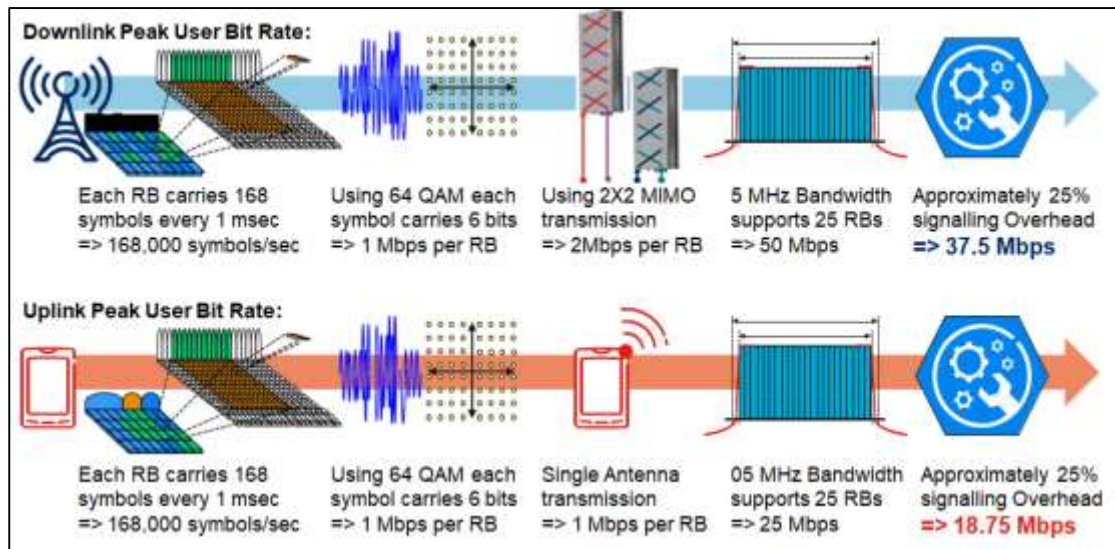 Downlink Peak User Bit Rate:
Each RB carries 168
symbols every 1 msec
=> 168,000 symbols/sec
Using 64 QAM each
symbol carries 6 bits
=> 1 Mbps per RB
Using 2X2 MIMO
transmission
=> 2Mbps per RB
5 MHz Bandwidth
supports 25 RBs
=> 50 Mbps
Approximately 25%
signalling Overhead
=> 37.5 Mbps
Uplink Peak User Bit Rate:
Each RB carries 168
symbols every 1 msec
=> 168,000 symbols/sec
Using 64 QAM each
symbol carries 6 bits
=> 1 Mbps per RB
Single Antenna
transmission
=> 1 Mbps per RB
05 MHz Bandwidth
supports 25 RBs
=> 25 Mbps
Approximately 25%
signalling Overhead
=> 18.75 Mbps